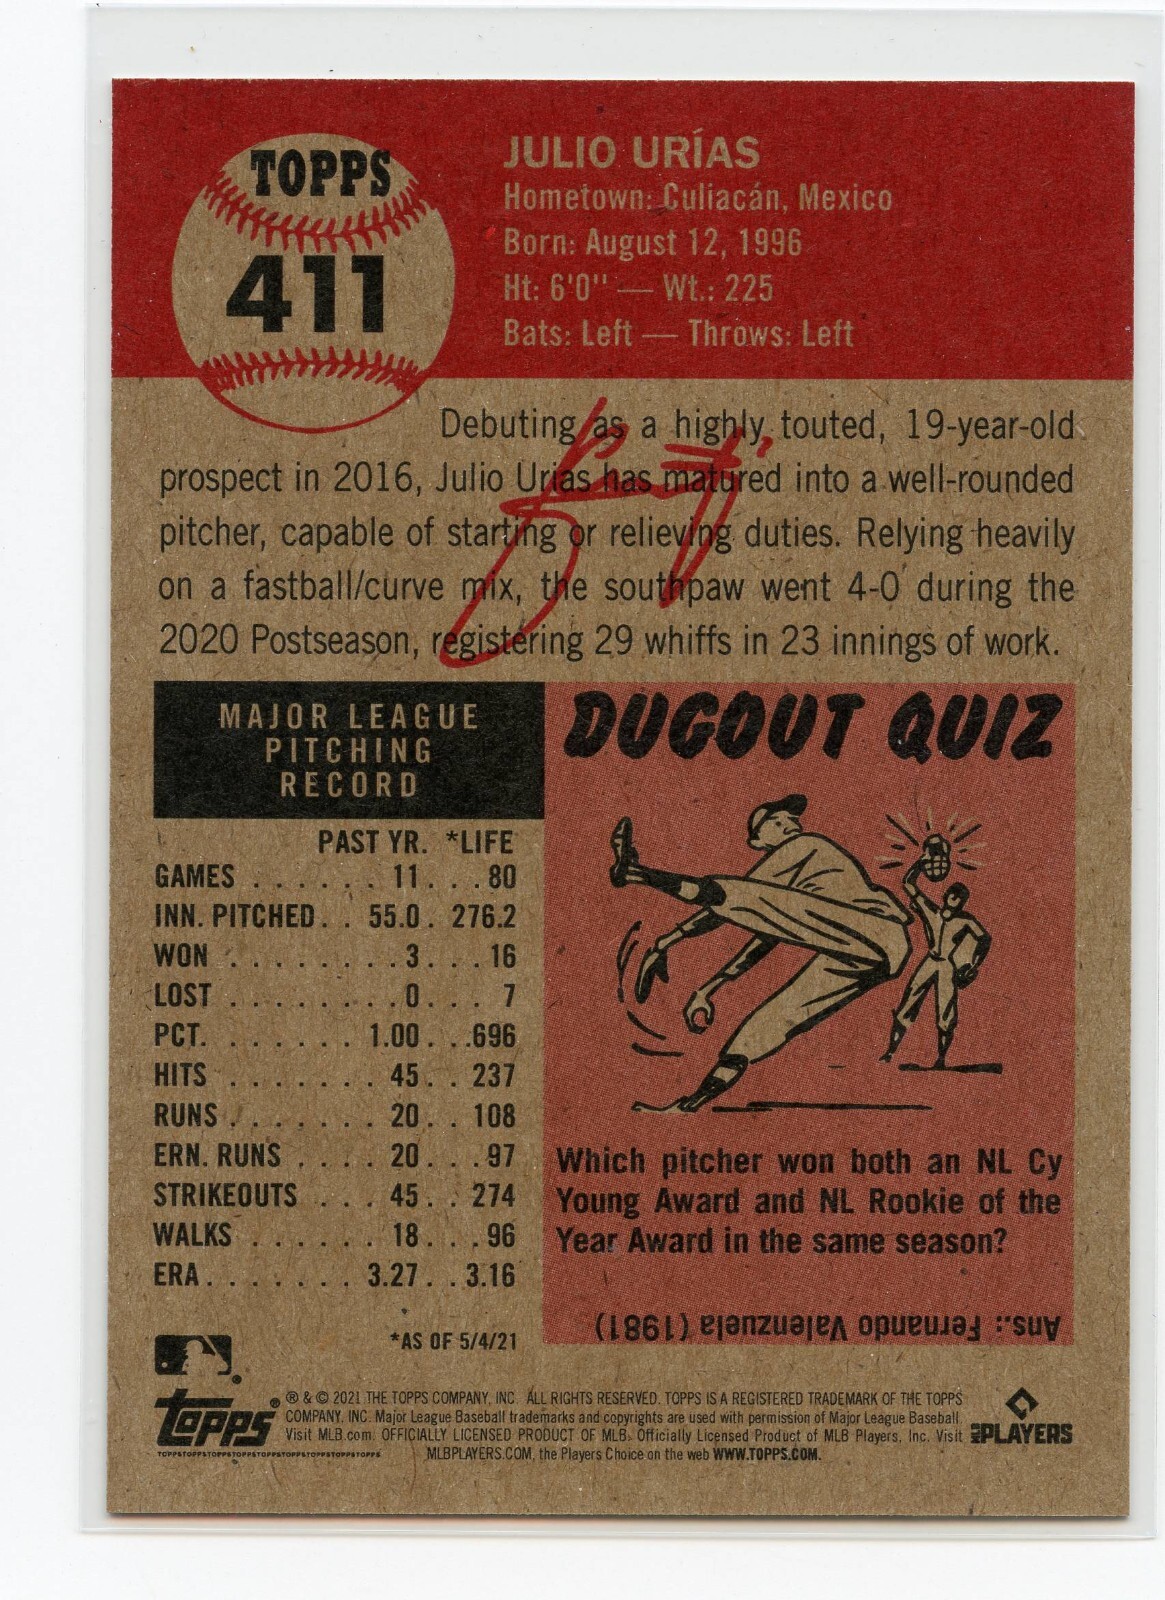 TOPPS
411
JULIO URÍAS
Hometown: Culiacán, Mexico
Born: August 12, 1996
Ht: 6'0" — Wt.: 225
Bats: Left — Throws: Left
Debuting as a highly touted, 19-year-old
prospect in 2016, Julio Urías has matured into a well-rounded
pitcher, capable of starting or relieving duties. Relying heavily
on a fastball/curve mix, the southpaw went 4-0 during the
2020 Postseason, registering 29 whiffs in 23 innings of work.
MAJOR LEAGUE
PITCHING
RECORD
PAST YR. *LIFE
GAMES . . . . . . 11 . . . 80
INN. PITCHED . . 55.0 . 276.2
WON . . . . . . . . 3 . . . 16
LOST . . . . . . . . 0 . . . 7
PCT. . . . . . . 1.00 . . .696
HITS . . . . . . . 45 . . 237
RUNS . . . . . . . 20 . . 108
ERN. RUNS . . . . 20 . . . 97
STRIKEOUTS . . . 45 . . 274
WALKS . . . . . . 18 . . . 96
ERA . . . . . . . 3.27 . . 3.16
*AS OF 5/4/21
DUGOUT QUIZ
Which pitcher won both an NL Cy
Young Award and NL Rookie of the
Year Award in the same season?
Ans.: Fernando Valenzuela (1981)
topps®
TOPPSTOPPSTOPPSTOPPSTOPPSTOPPSTOPPSTOPPS
® & © 2021 THE TOPPS COMPANY, INC. ALL RIGHTS RESERVED. TOPPS IS A REGISTERED TRADEMARK OF THE TOPPS
COMPANY, INC. Major League Baseball trademarks and copyrights are used with permission of Major League Baseball.
Visit MLB.com. OFFICIALLY LICENSED PRODUCT OF MLB. Officially Licensed Product of MLB Players, Inc. Visit
MLBPLAYERS.COM, the Players Choice on the web WWW.TOPPS.COM.
MLB PLAYERS